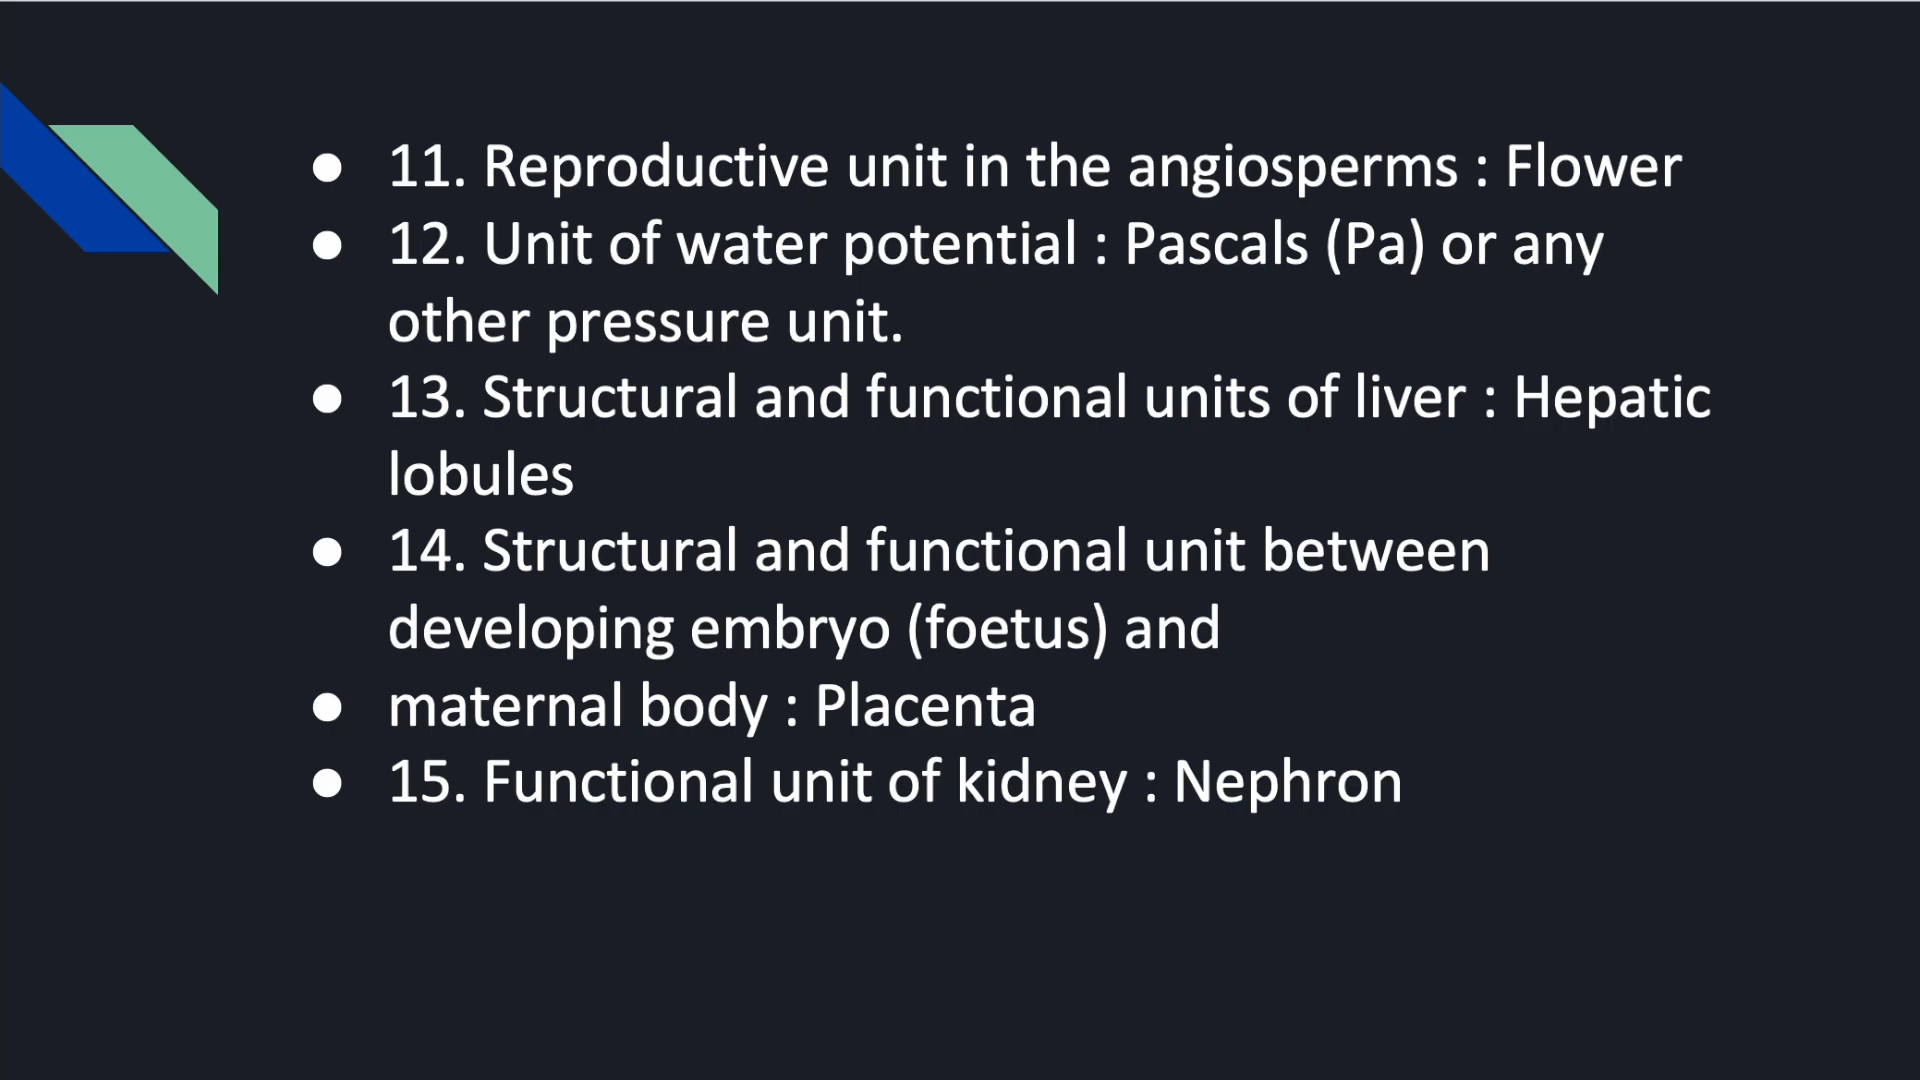 ● 11. Reproductive unit in the angiosperms : Flower
● 12. Unit of water potential : Pascals (Pa) or any
other pressure unit.
● 13. Structural and functional units of liver : Hepatic
lobules
● 14. Structural and functional unit between
developing embryo (foetus) and
● maternal body : Placenta
● 15. Functional unit of kidney : Nephron